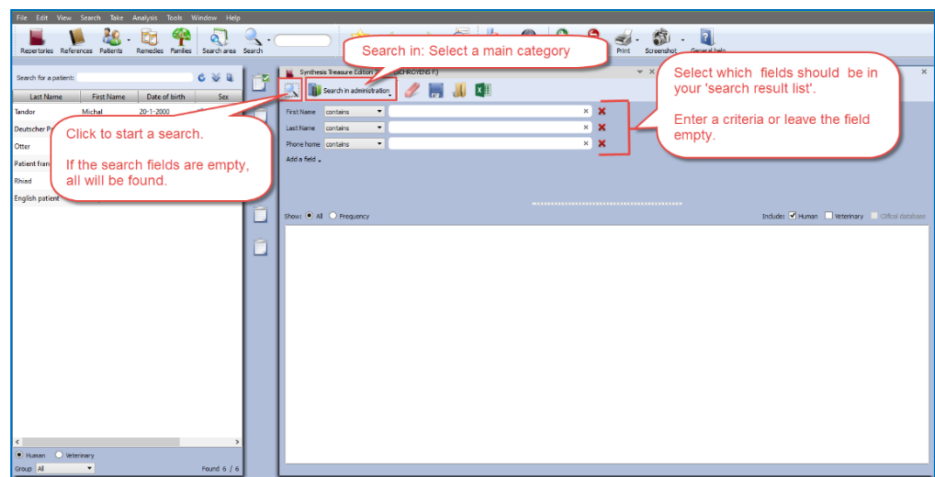 File Edit View Search Take Analysis Tools Window Help
Repertories References Patients Remedies Families Search area Search
Print Screenshot General help
Search in: Select a main category
Search for a patient:
Synthesis Treasure Edition
Search in administration
Select which fields should be in
your 'search result list'.
Enter a criteria or leave the field
empty.
Last Name First Name Date of birth Sex
Tandor Michal 20-1-2000
Deutscher
Otter
Patient
Rhiad
English patient
Click to start a search.
If the search fields are empty,
all will be found.
First Name contains
Last Name contains
Phone home contains
Add a field
Show: All Frequency
Include: Human Veterinary Clificol database
Human Veterinary
Group All Found 6 / 6